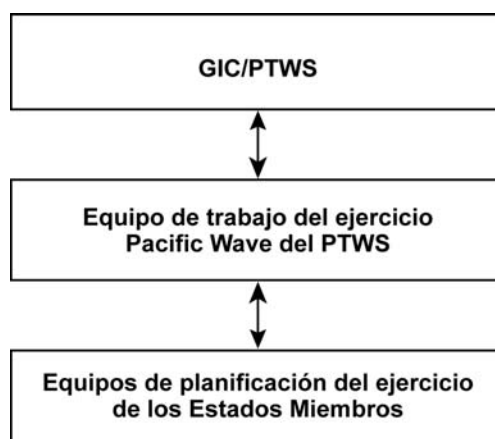 GIC/PTWS
Equipo de trabajo del ejercicio
Pacific Wave del PTWS
Equipos de planificación del ejercicio
de los Estados Miembros